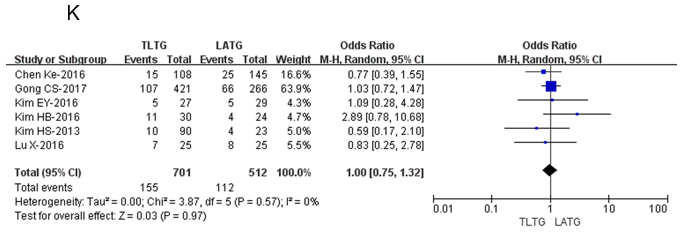 K
TLTG LATG Odds Ratio Odds Ratio
Study or Subgroup Events Total Events Total Weight M-H, Random, 95% CI M-H, Random, 95% CI
Chen Ke-2016 15 108 25 145 16.6% 0.77 [0.39, 1.55]
Gong CS-2017 107 421 66 266 60.5% 1.03 [0.72, 1.47]
Kim EY-2016 5 27 5 29 5.9% 1.09 [0.28, 4.28]
Kim HB-2016 11 30 4 24 5.7% 2.89 [0.78, 10.68]
Kim HS-2013 10 90 4 23 5.8% 0.59 [0.17, 2.10]
Lu X-2016 7 25 8 25 5.4% 0.83 [0.25, 2.78]
Total (95% CI) 701 512 100.0% 1.00 [0.75, 1.32]
Total events 155 112
Heterogeneity: Tau² = 0.00; Chi² = 3.87, df = 5 (P = 0.57); I² = 0%
Test for overall effect: Z = 0.03 (P = 0.97)
0.01 0.1 1 10 100
TLTG LATG